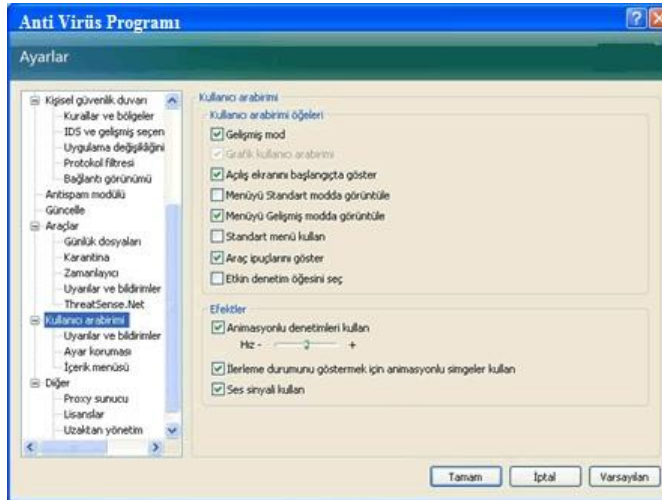 Anti Virüs Programı
Ayarlar
Kişisel güvenlik duvarı
Kurallar ve bölgeler
IDS ve gelişmiş seçen
Uygulama değişikliğini
Protokol filtresi
Bağlantı görünümü
Antispam modülü
Güncelle
Araçlar
Günlük dosyaları
Karantina
Zamanlayıcı
Uyarılar ve bildirimler
ThreatSense.Net
Kullanıcı arabirimi
Uyarılar ve bildirimler
Ayar koruması
İçerik menüsü
Diğer
Proxy sunucu
Lisanslar
Uzaktan yönetim
Kullanıcı arabirimi
Kullanıcı arabirimi öğeleri
Gelişmiş mod
Grafik kullanıcı arabirimi
Açılış ekranını başlangıçta göster
Menüyü Standart modda görüntüle
Menüyü Gelişmiş modda görüntüle
Standart menü kullan
Araç ipuçlarını göster
Etkin denetim öğesini seç
Efektler
Animasyonlu denetimleri kullan
Hız - +
İlerleme durumunu göstermek için animasyonlu simgeler kullan
Ses sinyali kullan
Tamam İptal Varsayılan